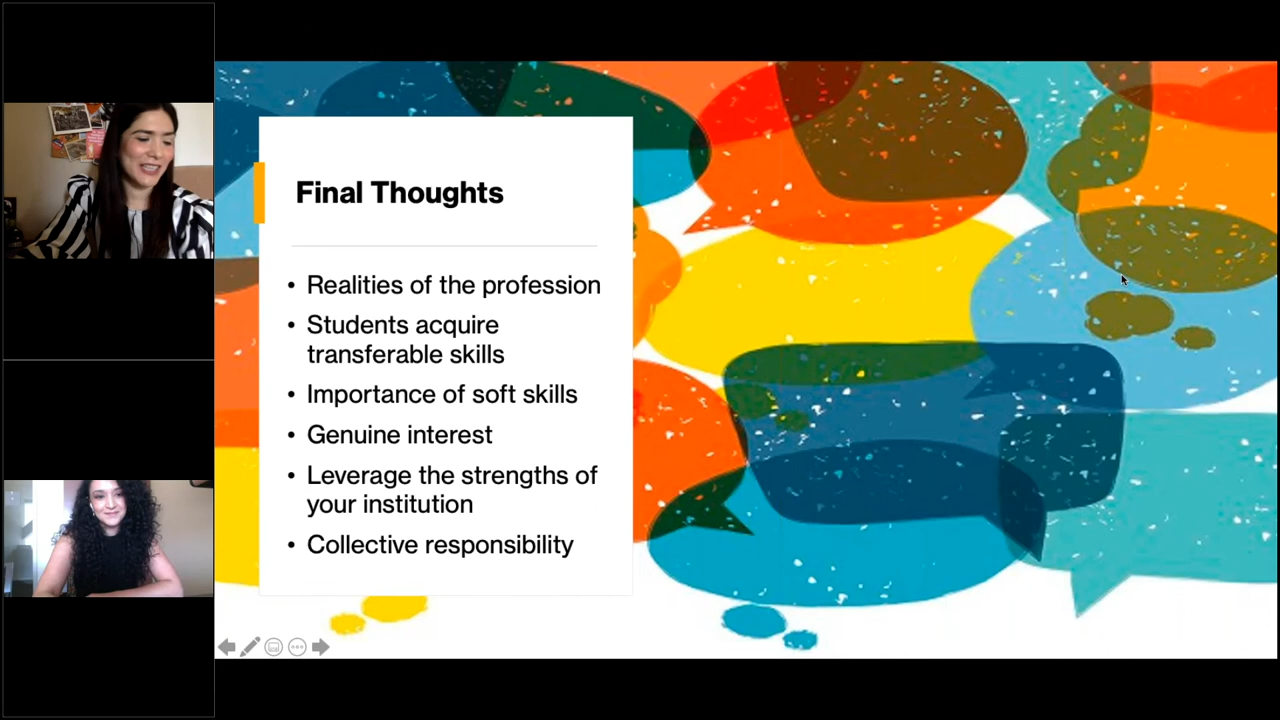 Final Thoughts
• Realities of the profession
• Students acquire
transferable skills
• Importance of soft skills
• Genuine interest
• Leverage the strengths of
your institution
• Collective responsibility